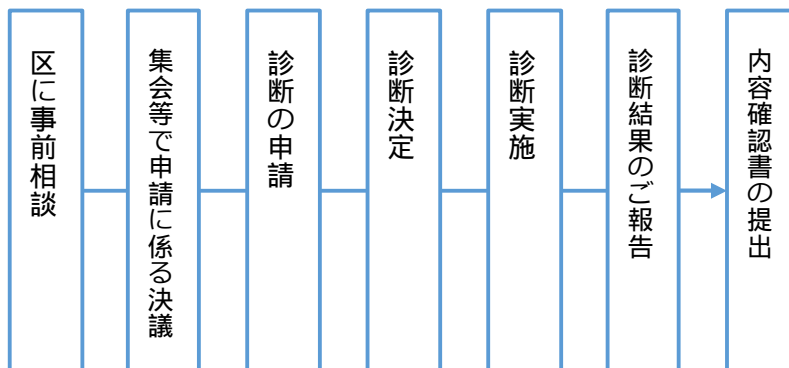 区に事前相談
集会等で申請に係る決議
診断の申請
診断決定
診断実施
診断結果のご報告
内容確認書の提出